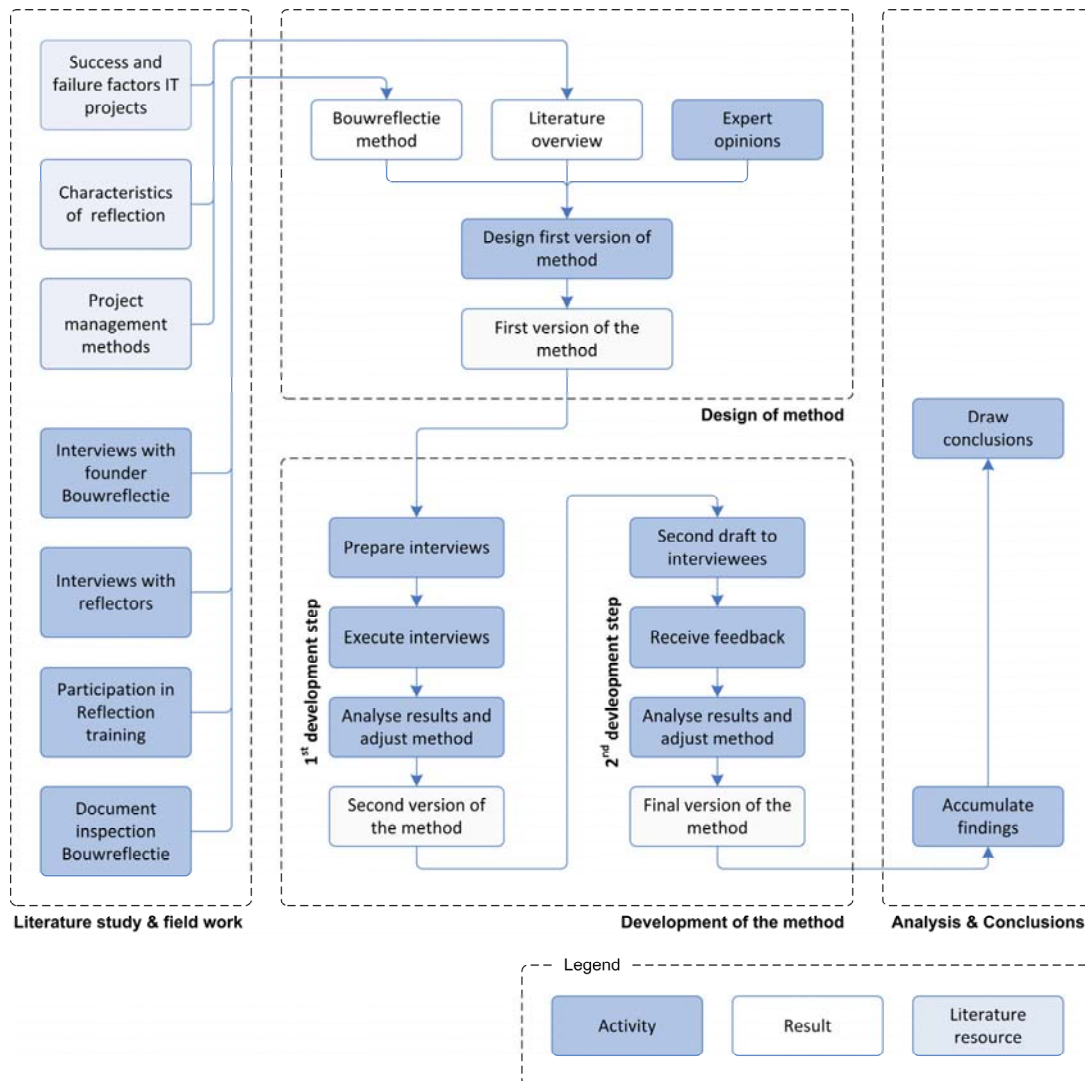 Success and
failure factors IT
projects
Characteristics
of reflection
Project
management
methods
Interviews with
founder
Bouwreflectie
Interviews with
reflectors
Participation in
Reflection
training
Document
inspection
Bouwreflectie
Literature study & field work
Bouwreflectie
method
Literature
overview
Expert
opinions
Design first version of
method
First version of the
method
Design of method
1st development step
Prepare interviews
Execute interviews
Analyse results and
adjust method
Second version of
the method
2nd devleopment step
Second draft to
interviewees
Receive feedback
Analyse results and
adjust method
Final version of the
method
Development of the method
Draw
conclusions
Accumulate
findings
Analysis & Conclusions
Legend
Activity
Result
Literature
resource